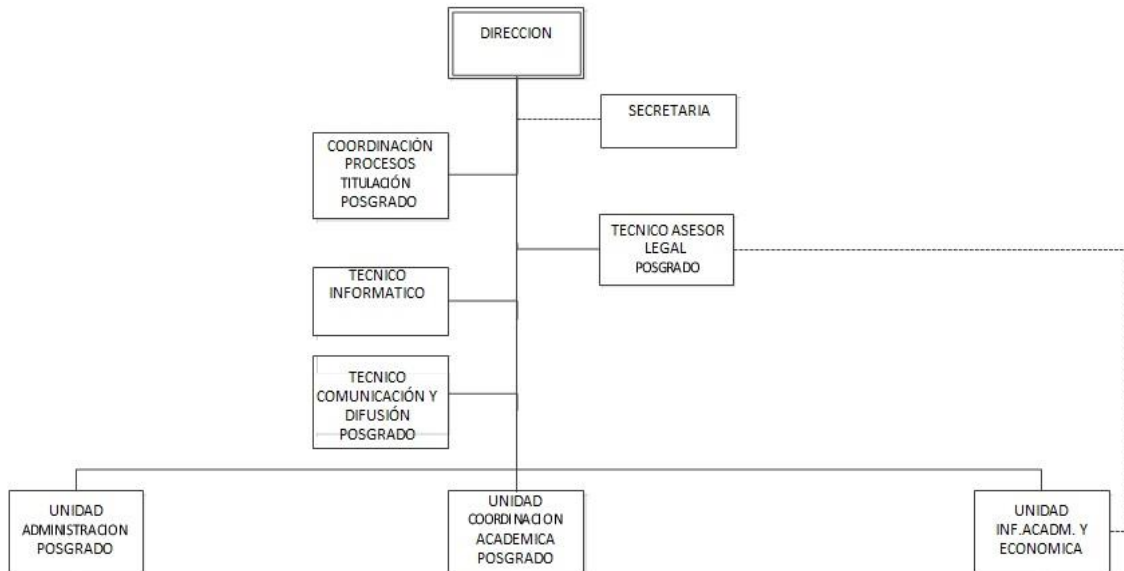 DIRECCION
SECRETARIA
COORDINACIÓN
PROCESOS
TITULACIÓN
POSGRADO
TECNICO ASESOR
LEGAL
POSGRADO
TECNICO
INFORMATICO
TECNICO
COMUNICACIÓN Y
DIFUSIÓN
POSGRADO
UNIDAD
ADMINISTRACION
POSGRADO
UNIDAD
COORDINACION
ACADEMICA
POSGRADO
UNIDAD
INF.ACADM. Y
ECONOMICA